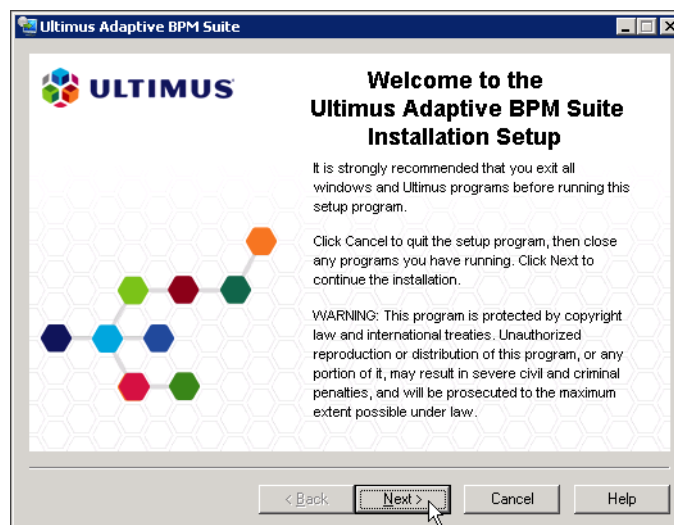 Ultimus Adaptive BPM Suite
ULTIMUS
Welcome to the
Ultimus Adaptive BPM Suite
Installation Setup
It is strongly recommended that you exit all
windows and Ultimus programs before running this
setup program.
Click Cancel to quit the setup program, then close
any programs you have running. Click Next to
continue the installation.
WARNING: This program is protected by copyright
law and international treaties. Unauthorized
reproduction or distribution of this program, or any
portion of it, may result in severe civil and criminal
penalties, and will be prosecuted to the maximum
extent possible under law.
< Back Next > Cancel Help